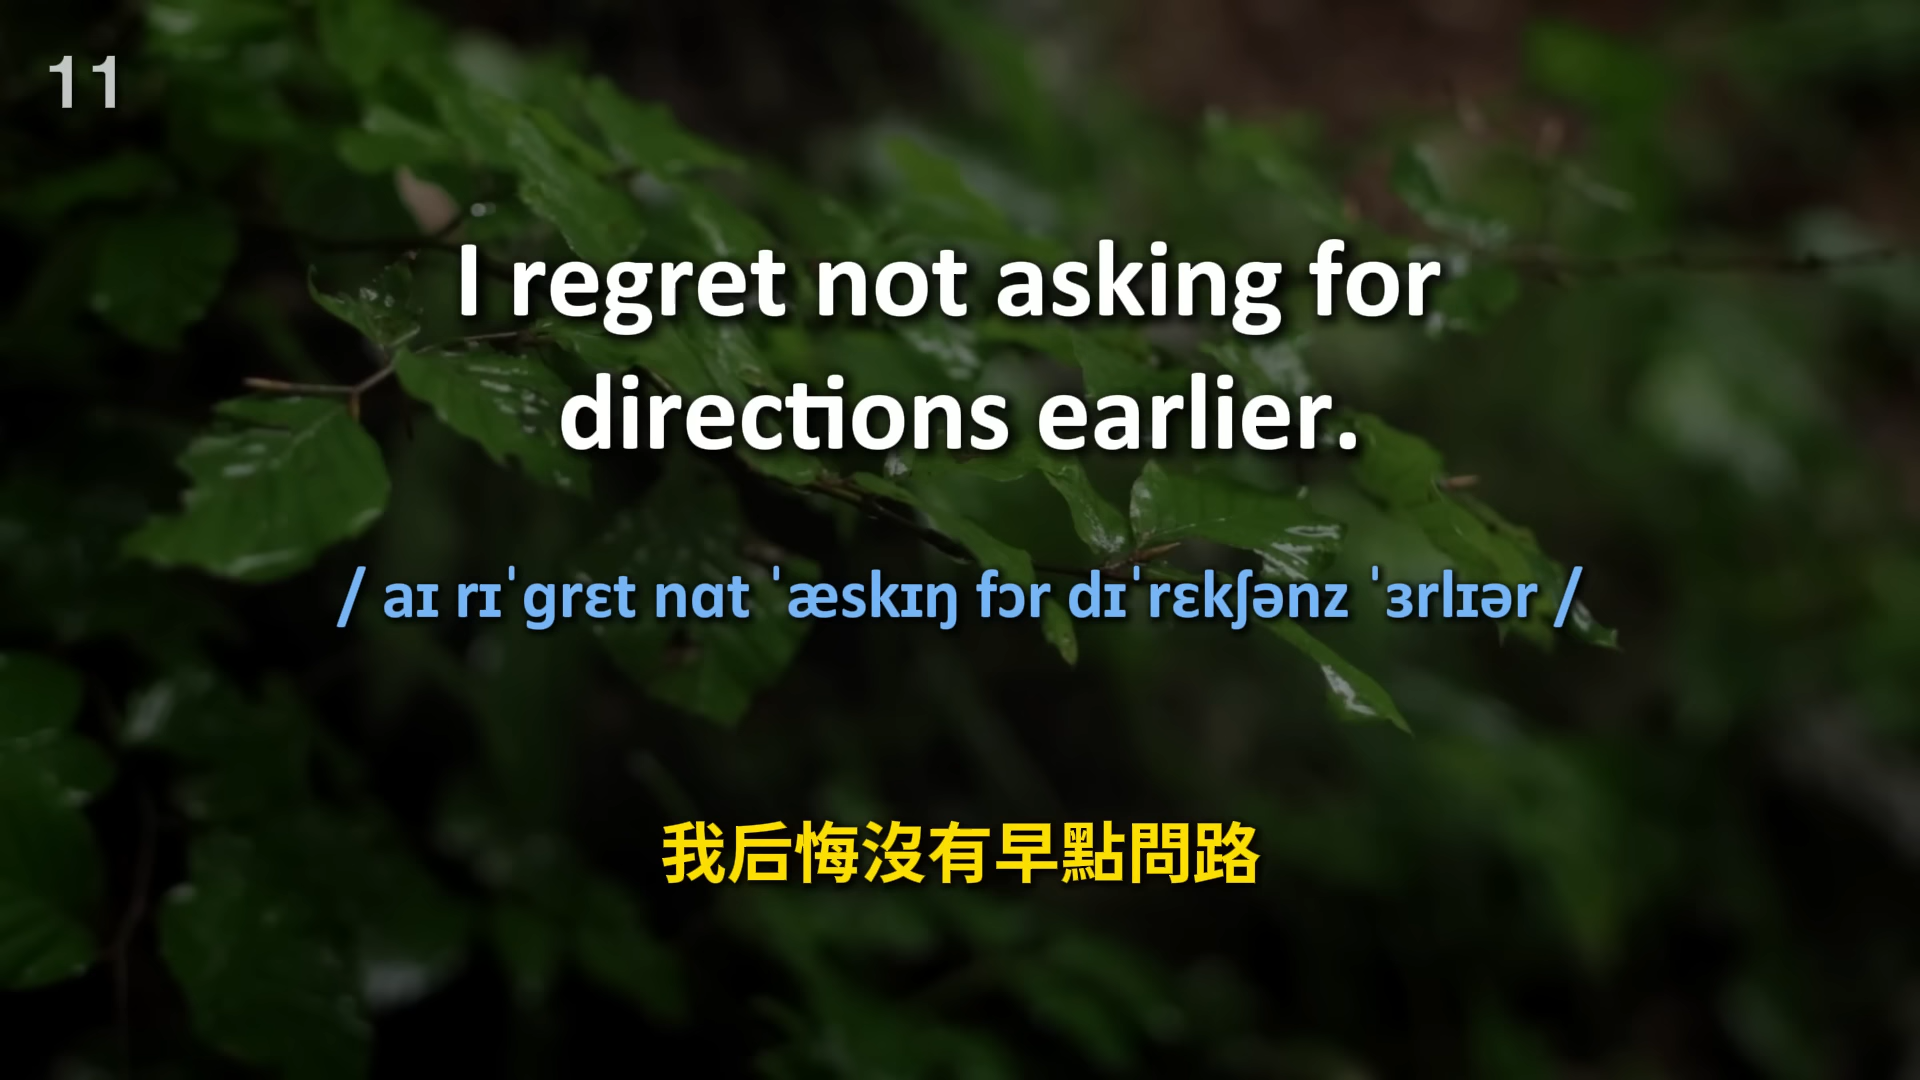 11
I regret not asking for
directions earlier.
/ aɪ rɪˈɡrɛt nɑt ˈæskɪŋ fɔr dɪˈrɛkʃənz ˈɜrlɪər /
我后悔沒有早點問路